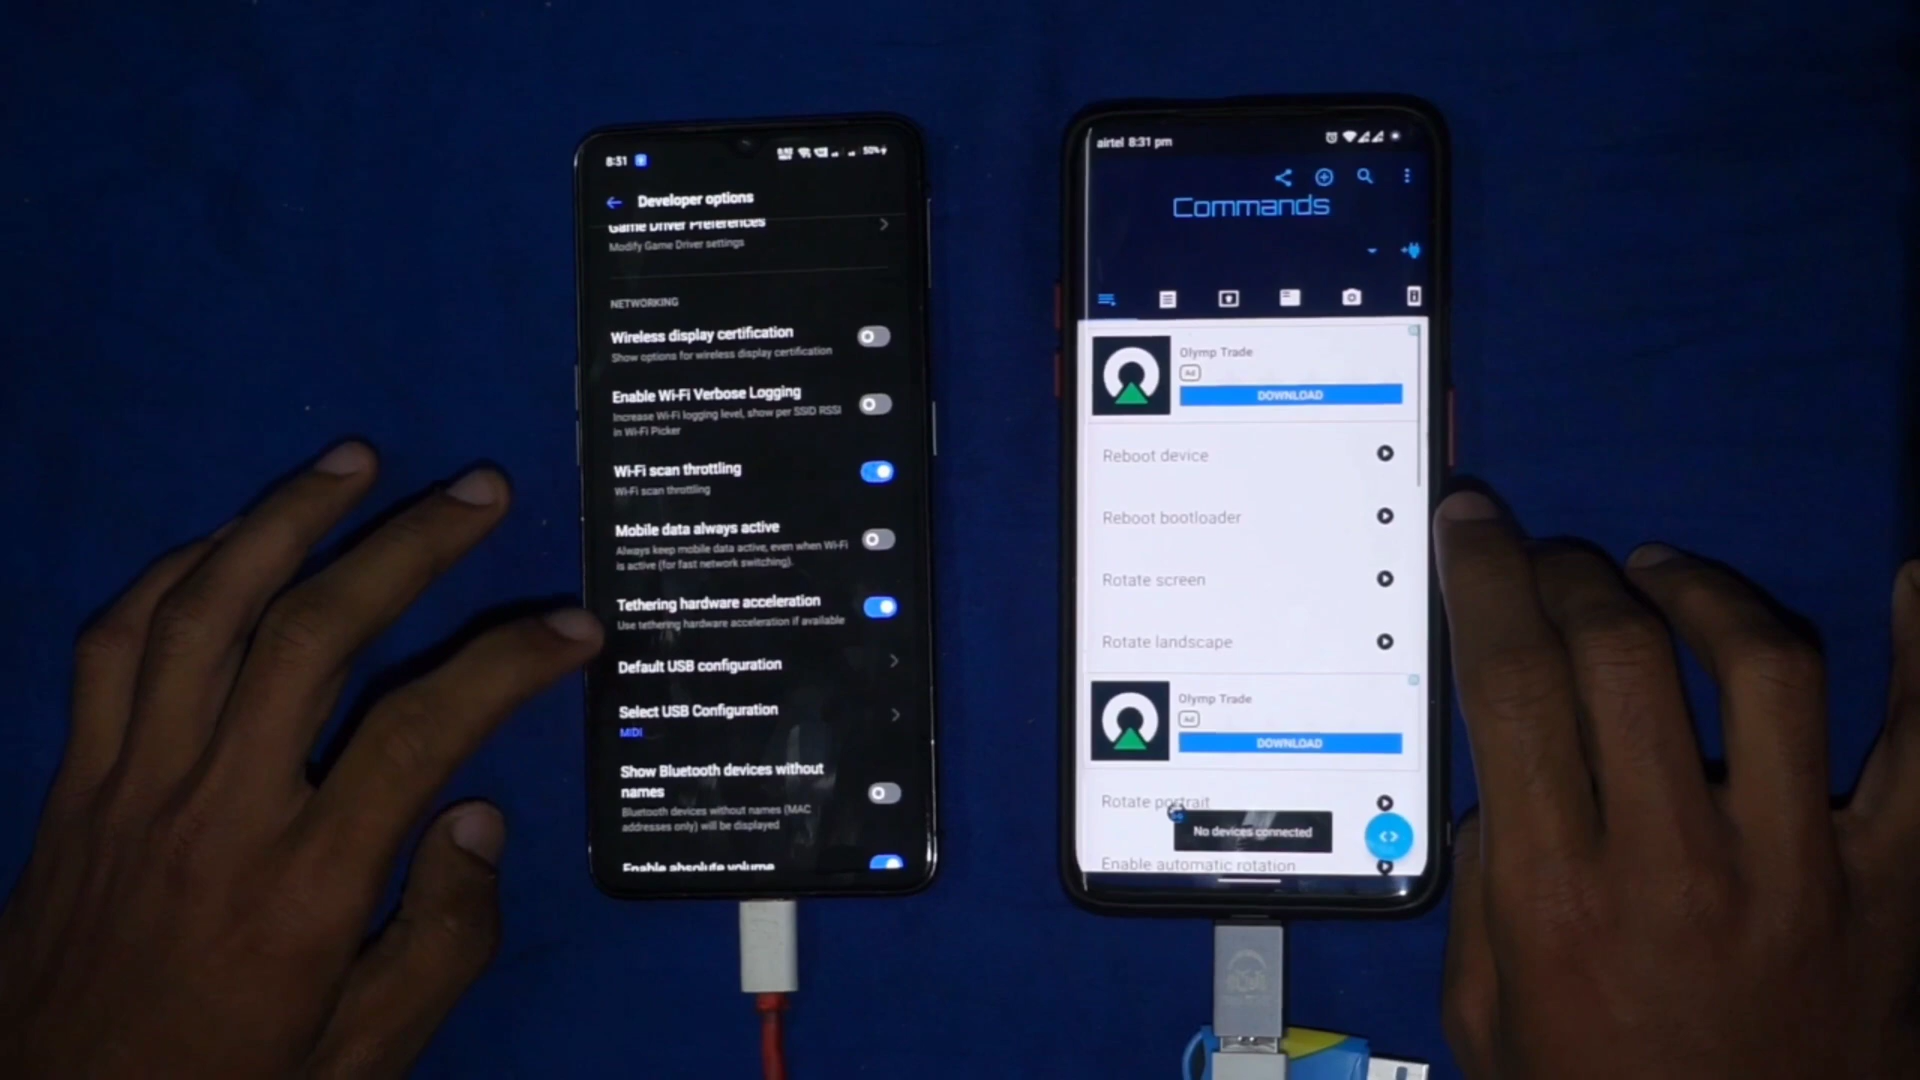 8:31
50%
Developer options
Game Driver Preferences
Modify Game Driver settings
NETWORKING
Wireless display certification
Show options for wireless display certification
Enable Wi-Fi Verbose Logging
Increase Wi-Fi logging level, show per SSID RSSI
in Wi-Fi Picker
Wi-Fi scan throttling
Wi-Fi scan throttling
Mobile data always active
Always keep mobile data active, even when Wi-Fi
is active (for fast network switching).
Tethering hardware acceleration
Use tethering hardware acceleration if available
Default USB configuration
Select USB Configuration
MIDI
Show Bluetooth devices without
names
Bluetooth devices without names (MAC
addresses only) will be displayed
Enable absolute volume
airtel 8:31 pm
Commands
Olymp Trade
Ad
DOWNLOAD
Reboot device
Reboot bootloader
Rotate screen
Rotate landscape
Olymp Trade
Ad
DOWNLOAD
Rotate portrait
No devices connected
Enable automatic rotation